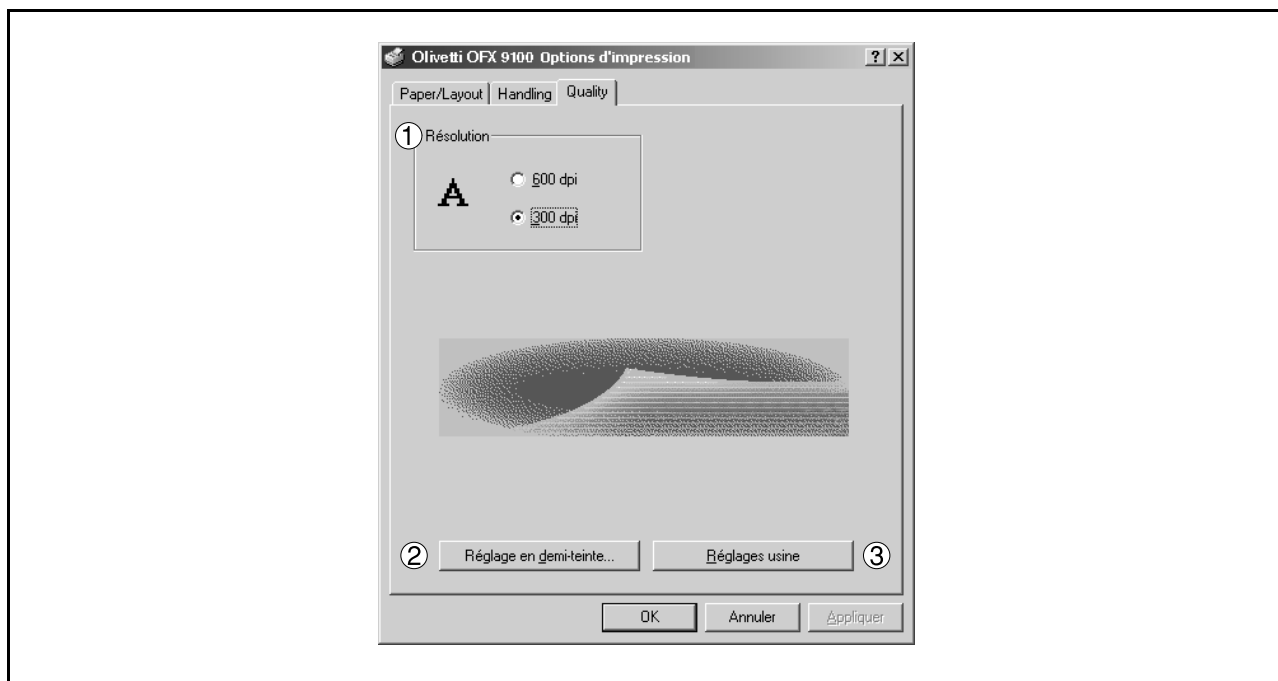 Olivetti OFX 9100 Options d'impression ? X
Paper/Layout Handling Quality
① Résolution
A
600 dpi
300 dpi
② Réglage en demi-teinte... Réglages usine ③
OK Annuler Appliquer